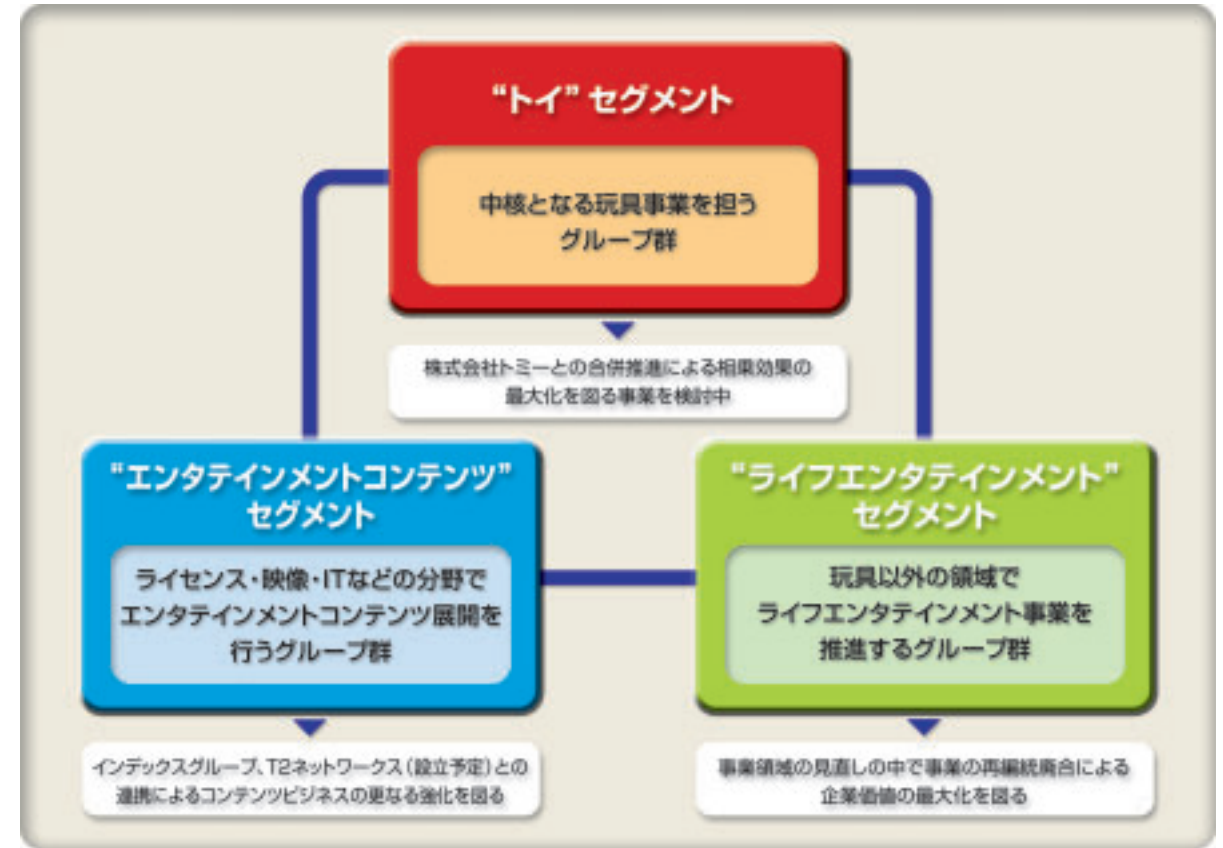 “トイ” セグメント
中核となる玩具事業を担う
グループ群
株式会社トミーとの合併推進による相乗効果の
最大化を図る事業を検討中
“エンタテインメントコンテンツ”
セグメント
ライセンス・映像・ITなどの分野で
エンタテインメントコンテンツ展開を
行うグループ群
インデックスグループ、T2ネットワークス（設立予定）との
連携によるコンテンツビジネスの更なる強化を図る
“ライフエンタテインメント”
セグメント
玩具以外の領域で
ライフエンタテインメント事業を
推進するグループ群
事業領域の見直しの中で事業の再編統廃合による
企業価値の最大化を図る